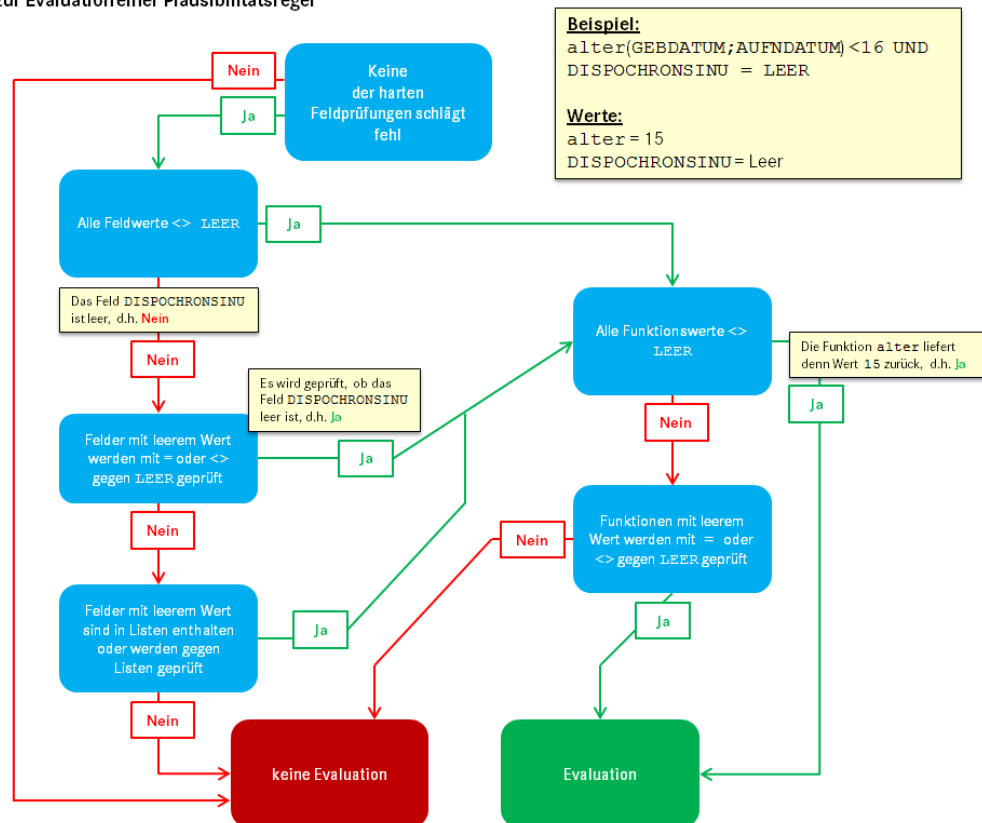 zur Evaluation einer Plausibilitätsregel
Beispiel:
alter(GEBDATUM;AUFNDATUM)<16 UND
DISPOCHRONSINU = LEER
Werte:
alter = 15
DISPOCHRONSINU = Leer
Nein
Ja
Keine
der harten
Feldprüfungen schlägt
fehl
Alle Feldwerte <> LEER
Ja
Das Feld DISPOCHRONSINU
ist leer, d.h. Nein
Nein
Alle Funktionswerte <>
LEER
Die Funktion alter liefert
denn Wert 15 zurück, d.h. Ja
Ja
Es wird geprüft, ob das
Feld DISPOCHRONSINU
leer ist, d.h. Ja
Ja
Nein
Felder mit leerem Wert
werden mit = oder <>
gegen LEER geprüft
Nein
Funktionen mit leerem
Wert werden mit = oder
<> gegen LEER geprüft
Nein
Ja
Felder mit leerem Wert
sind in Listen enthalten
oder werden gegen
Listen geprüft
Ja
Nein
keine Evaluation
Evaluation